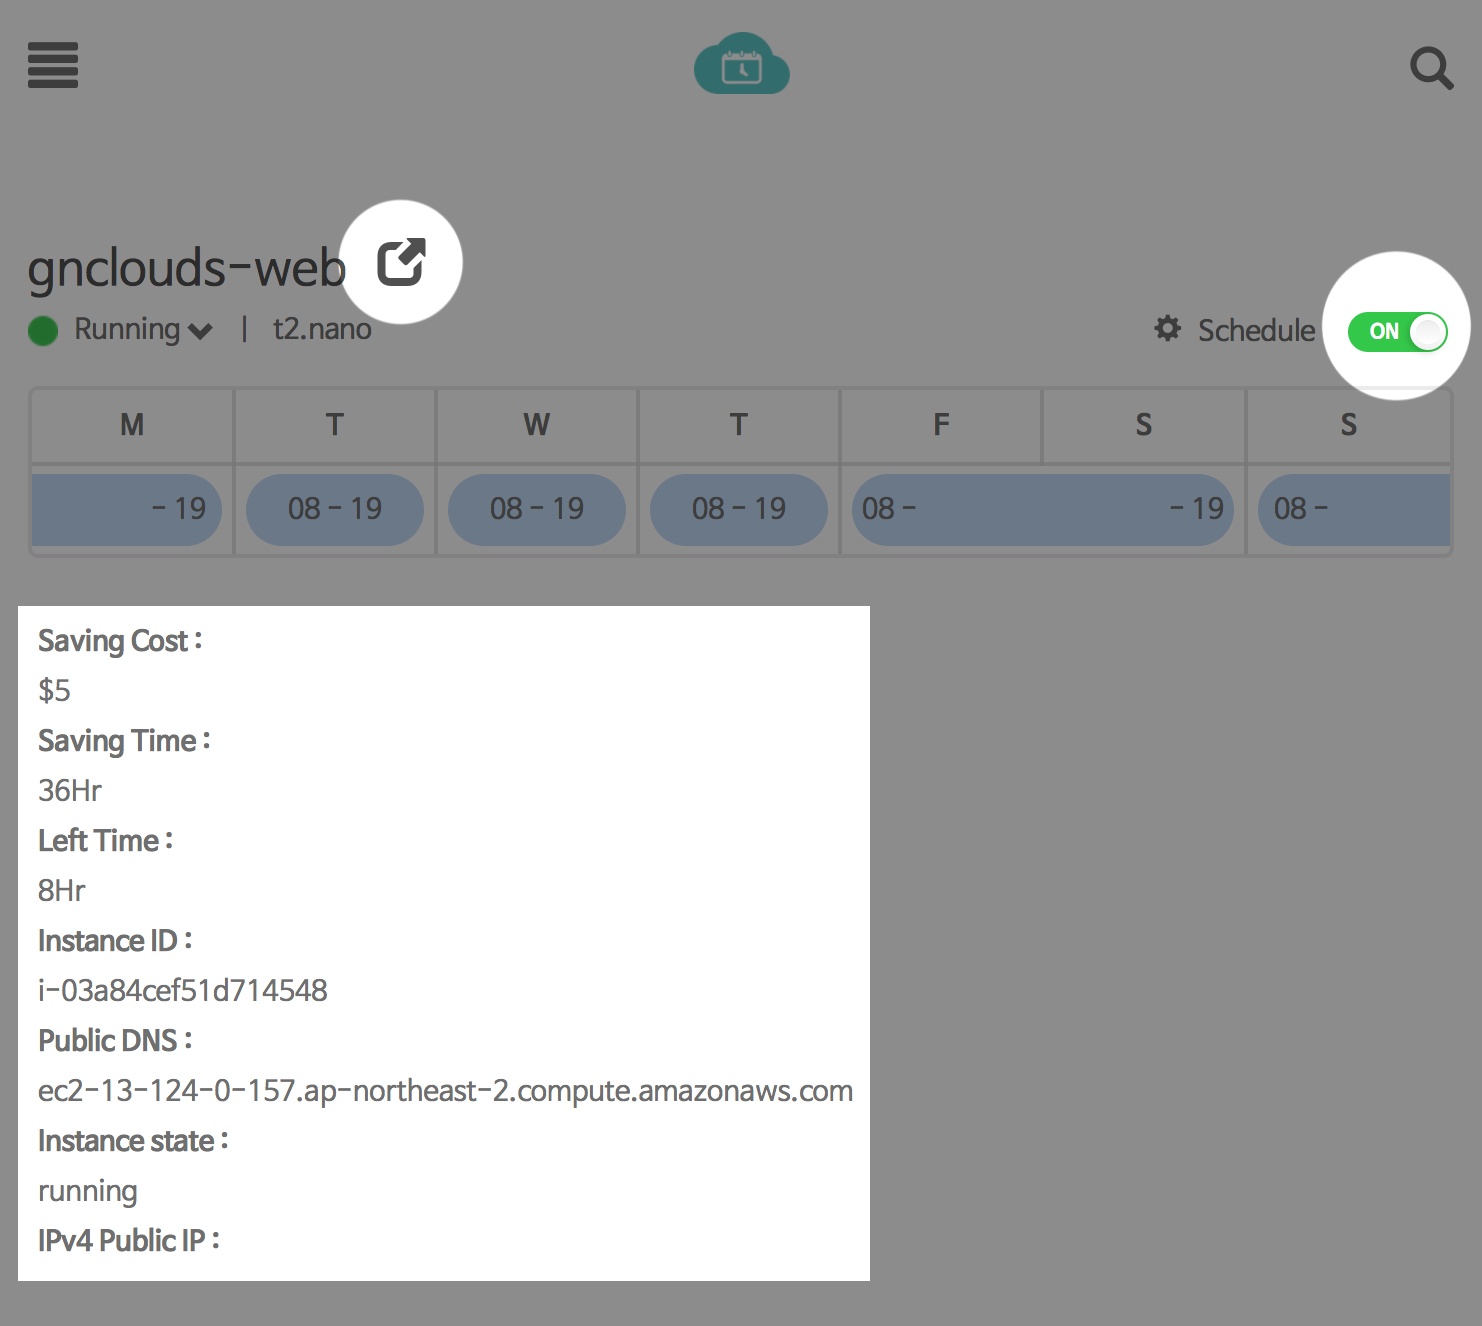 gnclouds-web
Running | t2.nano
Schedule ON
M T W T F S S
- 19 08 - 19 08 - 19 08 - 19 08 - - 19 08 -
Saving Cost :
$5
Saving Time :
36Hr
Left Time :
8Hr
Instance ID :
i-03a84cef51d714548
Public DNS :
ec2-13-124-0-157.ap-northeast-2.compute.amazonaws.com
Instance state :
running
IPv4 Public IP :